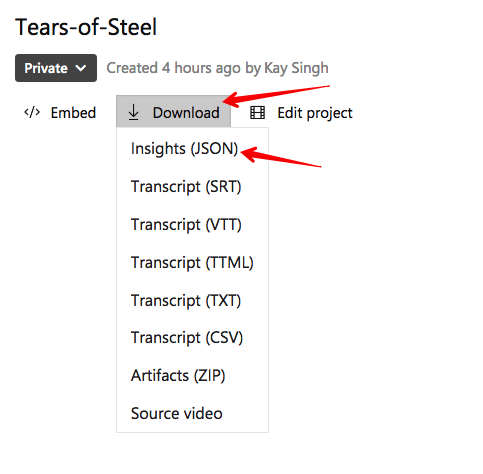 Tears-of-Steel
Private Created 4 hours ago by Kay Singh
</> Embed Download Edit project
Insights (JSON)
Transcript (SRT)
Transcript (VTT)
Transcript (TTML)
Transcript (TXT)
Transcript (CSV)
Artifacts (ZIP)
Source video